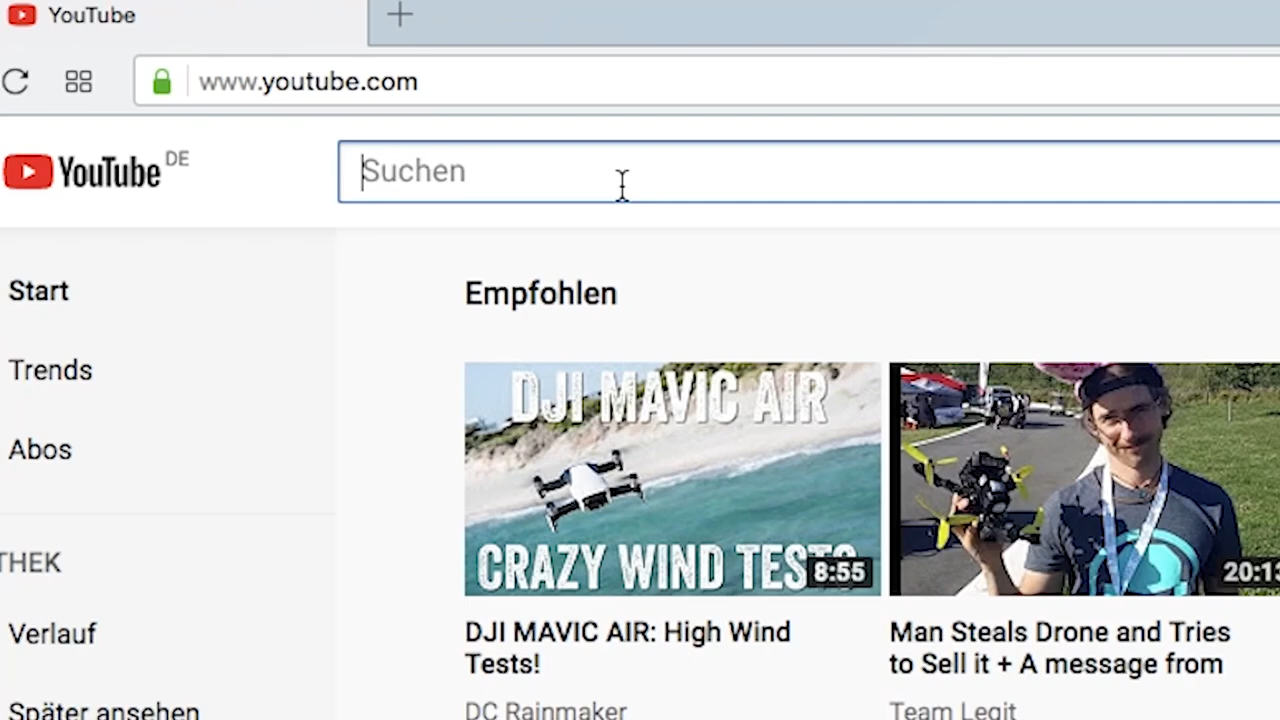 YouTube
www.youtube.com
YouTube DE
Suchen
Start
Trends
Abos
THEK
Verlauf
Später ansehen
Empfohlen
DJI MAVIC AIR
CRAZY WIND TESTS
8:55
DJI MAVIC AIR: High Wind
Tests!
DC Rainmaker
20:13
Man Steals Drone and Tries
to Sell it + A message from
Team Legit